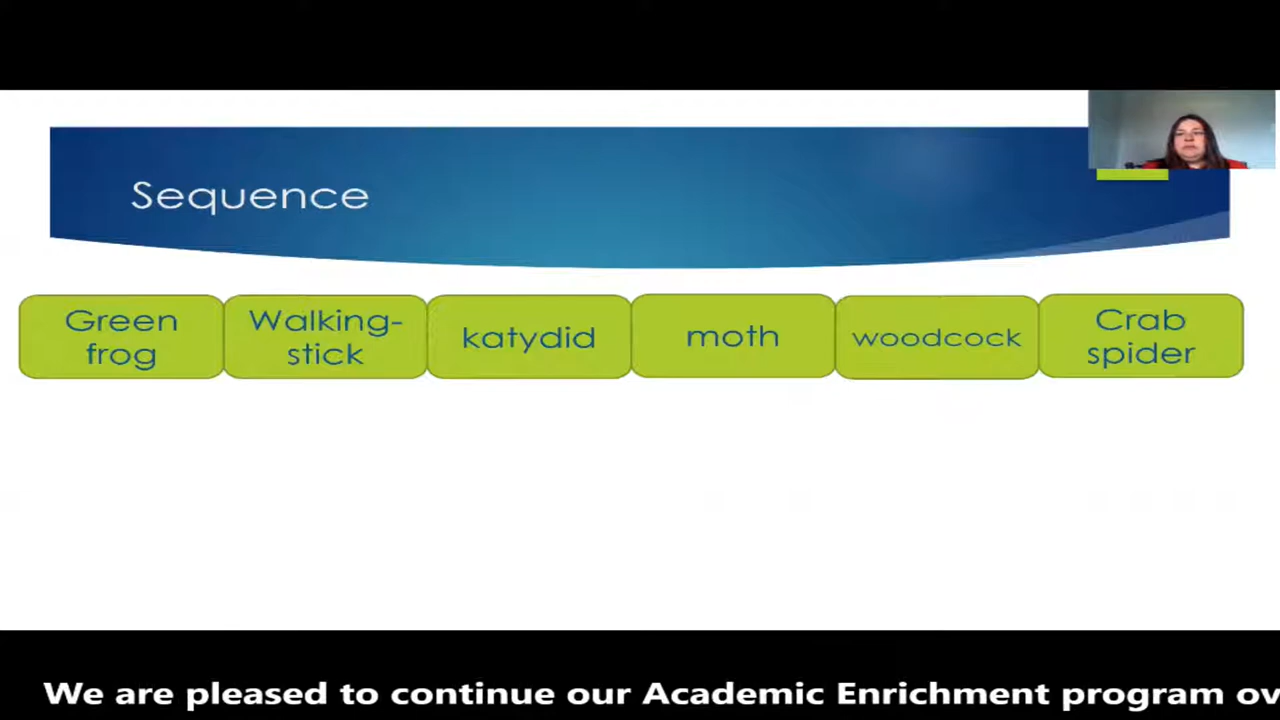 Sequence
Green
frog
Walking-
stick
katydid
moth
woodcock
Crab
spider
We are pleased to continue our Academic Enrichment program ov